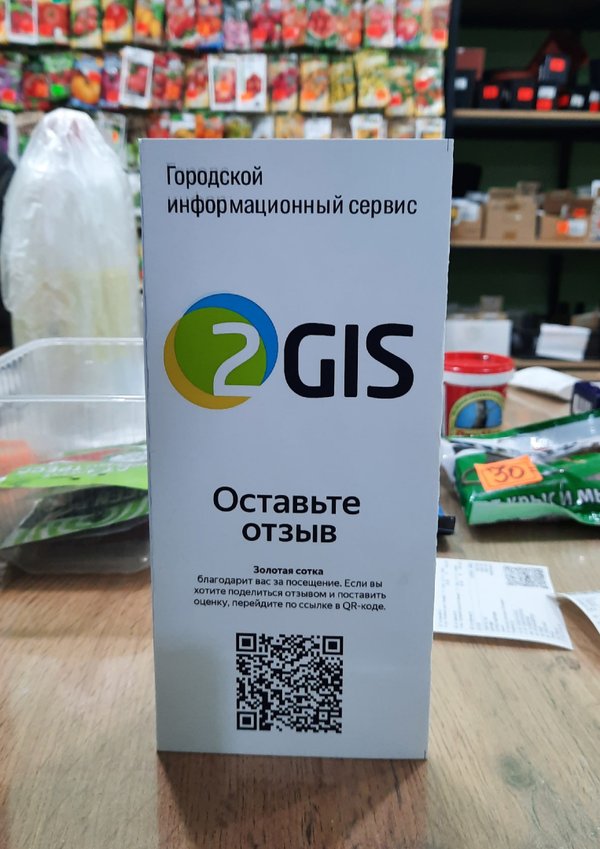 Городской
информационный сервис
2GIS
Оставьте
отзыв
Золотая сотка
благодарит вас за посещение. Если вы
хотите поделиться отзывом и поставить
оценку, перейдите по ссылке в QR-коде.
30